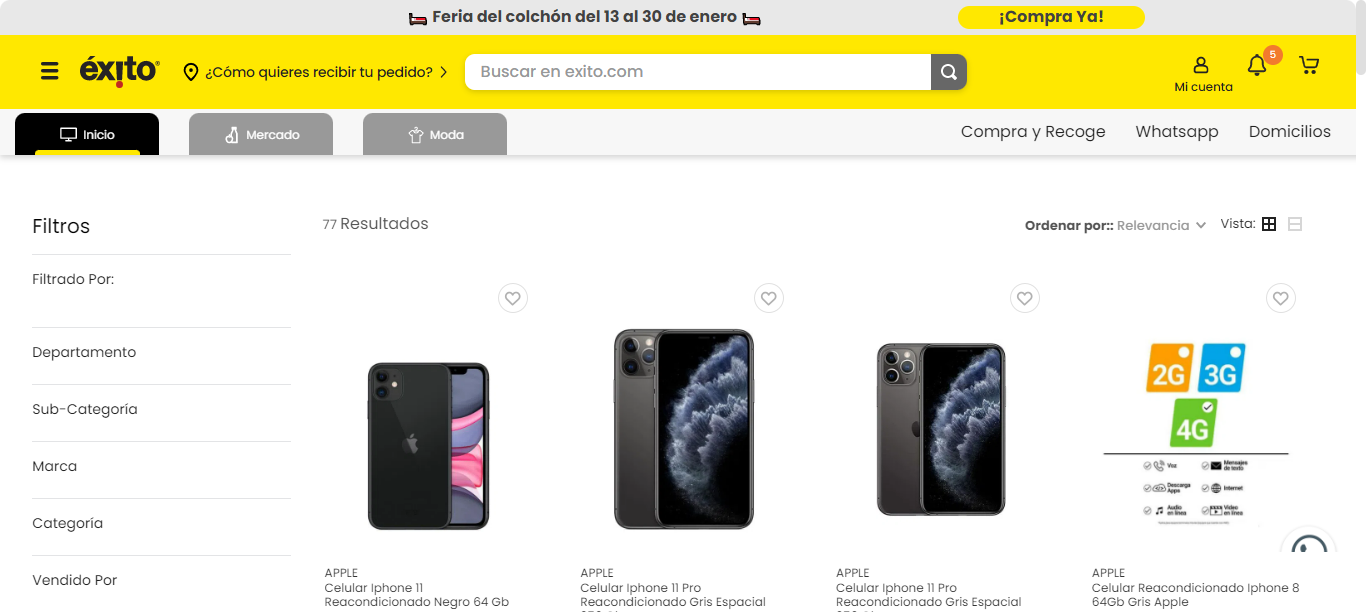 Feria del colchón del 13 al 30 de enero
¡Compra Ya!
éxito
¿Cómo quieres recibir tu pedido?
Buscar en exito.com
Mi cuenta
5
Inicio
Mercado
Moda
Compra y Recoge
Whatsapp
Domicilios
Filtros
77 Resultados
Ordenar por:: Relevancia
Vista:
Filtrado Por:
Departamento
Sub-Categoría
Marca
Categoría
Vendido Por
2G
3G
4G
Voz
Mensajes de texto
Descarga Apps
Internet
Audio en línea
Video en línea
APPLE
Celular Iphone 11
Reacondicionado Negro 64 Gb
APPLE
Celular Iphone 11 Pro
Reacondicionado Gris Espacial
APPLE
Celular Iphone 11 Pro
Reacondicionado Gris Espacial
APPLE
Celular Reacondicionado Iphone 8
64Gb Gris Apple